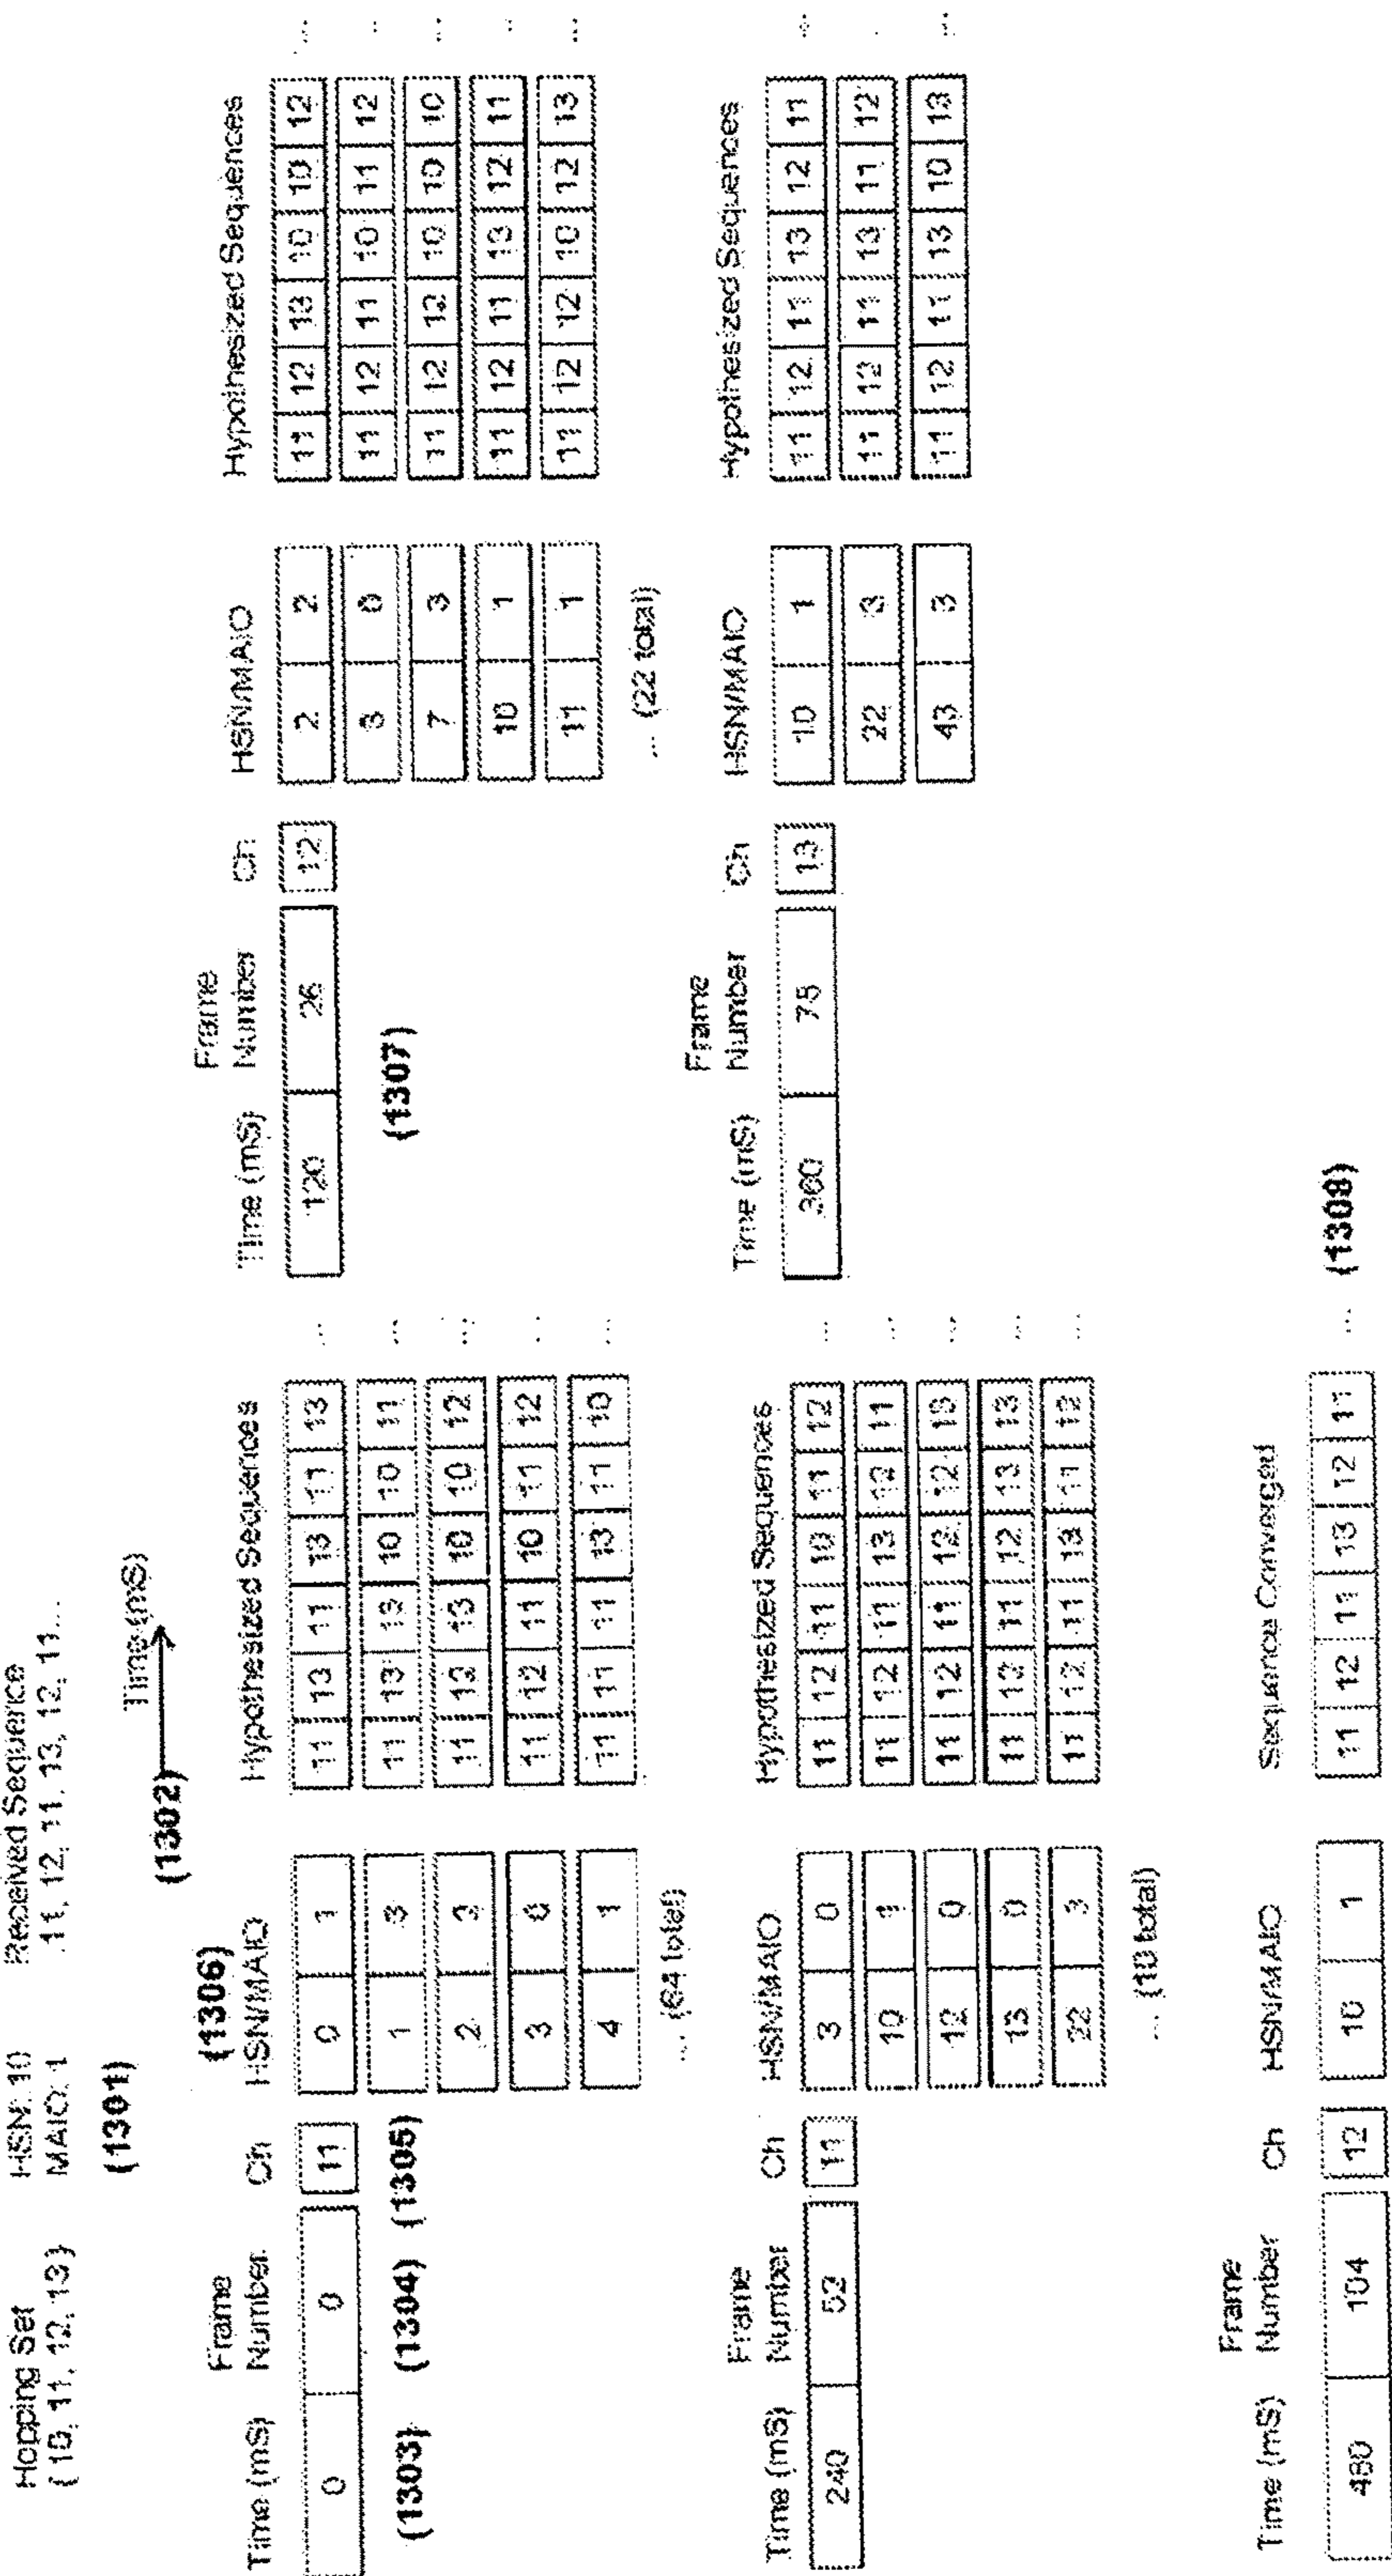 Hopping Set HSN: 10 Received Sequence
{10, 11, 12, 13} MAIO: 1 11, 12, 11, 13, 12, 11...
(1301)
Time (mS)
(1302)
(1306)
Frame
Time (mS) Number Ch HSN/MAIO Hypothesized Sequences
0 0 11 0 1 11 13 11 13 11 13 ...
1 3 11 13 13 10 10 11 ...
2 3 11 13 13 10 10 12 ...
3 0 11 12 11 10 11 12 ...
4 1 11 11 11 13 11 10 ...
(1303) (1304) (1305)
... (64 total)
Frame
Time (mS) Number Ch HSN/MAIO Hypothesized Sequences
120 26 12 2 2 11 12 13 10 10 12 ...
3 0 11 12 11 10 11 12 ...
7 3 11 12 12 10 10 10 ...
10 1 11 12 11 13 12 11 ...
11 1 11 12 12 10 12 13 ...
(1307)
... (22 total)
Frame
Time (mS) Number Ch HSN/MAIO Hypothesized Sequences
240 52 11 3 0 11 12 11 10 11 12 ...
10 1 11 12 11 13 12 11 ...
12 0 11 12 11 12 12 13 ...
13 0 11 12 11 12 13 13 ...
22 3 11 12 11 13 11 12 ...
... (10 total)
Frame
Time (mS) Number Ch HSN/MAIO Hypothesized Sequences
360 78 13 10 1 11 12 11 13 12 11 ...
22 3 11 12 11 13 11 12 ...
43 3 11 12 11 13 10 13 ...
Frame
Time (mS) Number Ch HSN/MAIO Sequence Converged
480 104 12 10 1 11 12 11 13 12 11 ... (1308)